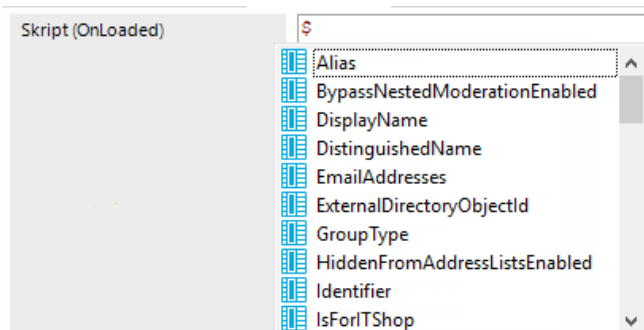 Skript (OnLoaded)
$
Alias
BypassNestedModerationEnabled
DisplayName
DistinguishedName
EmailAddresses
ExternalDirectoryObjectId
GroupType
HiddenFromAddressListsEnabled
Identifier
IsForITShop